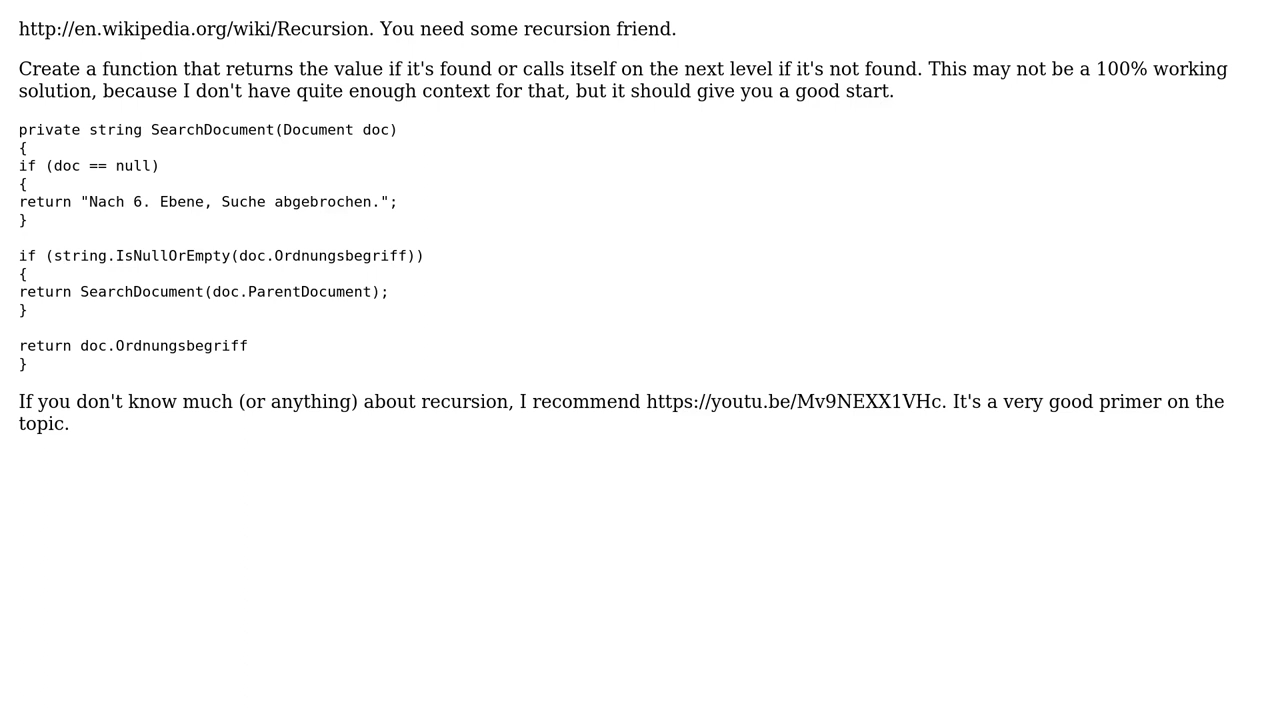 http://en.wikipedia.org/wiki/Recursion. You need some recursion friend.
Create a function that returns the value if it's found or calls itself on the next level if it's not found. This may not be a 100% working
solution, because I don't have quite enough context for that, but it should give you a good start.
private string SearchDocument(Document doc)
{
if (doc == null)
{
return "Nach 6. Ebene, Suche abgebrochen.";
}
if (string.IsNullOrEmpty(doc.Ordnungsbegriff))
{
return SearchDocument(doc.ParentDocument);
}
return doc.Ordnungsbegriff
}
If you don't know much (or anything) about recursion, I recommend https://youtu.be/Mv9NEXX1VHc. It's a very good primer on the
topic.